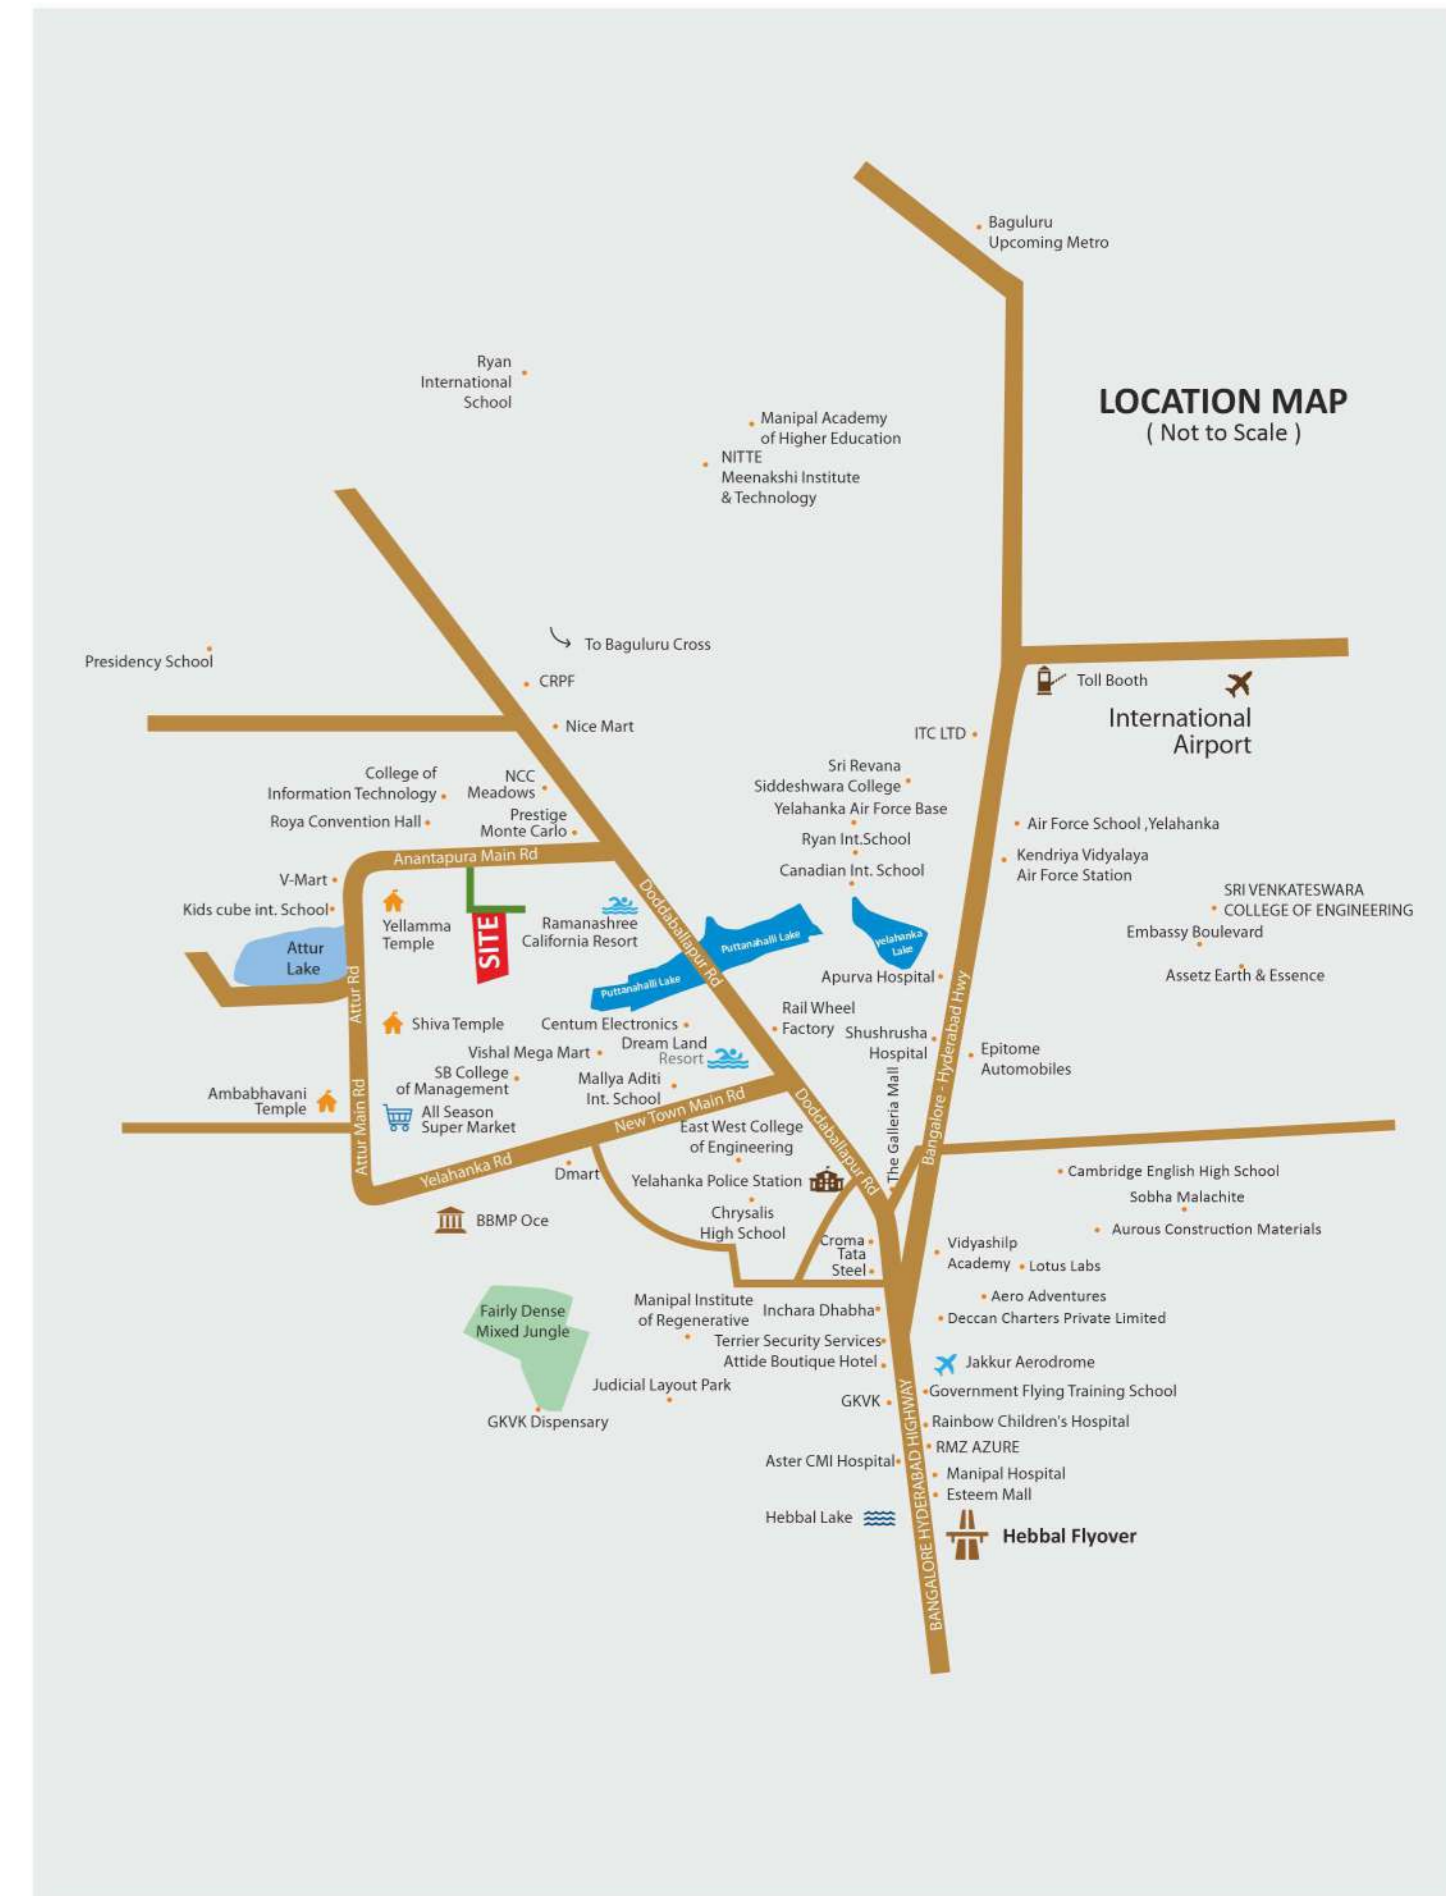 Baguluru
Upcoming Metro
Ryan
International
School
LOCATION MAP
( Not to Scale )
Manipal Academy
of Higher Education
NITTE
Meenakshi Institute
& Technology
To Baguluru Cross
Presidency School
CRPF
Toll Booth
International
Airport
Nice Mart
ITC LTD
College of
Information Technology
NCC
Meadows
Sri Revana
Siddeshwara College
Yelahanka Air Force Base
Roya Convention Hall
Prestige
Monte Carlo
Ryan Int.School
Air Force School ,Yelahanka
Anantapura Main Rd
Kendriya Vidyalaya
Air Force Station
Canadian Int. School
V-Mart
Kids cube int. School
SRI VENKATESWARA
COLLEGE OF ENGINEERING
Yellamma
Temple
SITE
Ramanashree
California Resort
Doddaballapur Rd
Puttanahalli Lake
yelahanka
Lake
Embassy Boulevard
Attur
Lake
Assetz Earth & Essence
Apurva Hospital
Puttanahalli Lake
Attur Rd
Bangalore - Hyderabad Hwy
Shiva Temple
Centum Electronics
Rail Wheel
Factory
Shushrusha
Hospital
Dream Land
Resort
Vishal Mega Mart
Epitome
Automobiles
SB College
of Management
Mallya Aditi
Int. School
Ambabhavani
Temple
Attur Main Rd
All Season
Super Market
New Town Main Rd
Doddaballapur Rd
The Galleria Mall
East West College
of Engineering
Yelahanka Rd
Dmart
Yelahanka Police Station
Cambridge English High School
Sobha Malachite
BBMP Oce
Chrysalis
High School
Aurous Construction Materials
Croma
Tata
Steel
Vidyashilp
Academy
Lotus Labs
Aero Adventures
Fairly Dense
Mixed Jungle
Manipal Institute
of Regenerative
Inchara Dhabha
Deccan Charters Private Limited
Terrier Security Services
Attide Boutique Hotel
Jakkur Aerodrome
Judicial Layout Park
Government Flying Training School
GKVK
GKVK Dispensary
Rainbow Children's Hospital
RMZ AZURE
Aster CMI Hospital
Manipal Hospital
Esteem Mall
BANGALORE HYDERABAD HIGHWAY
Hebbal Lake
Hebbal Flyover